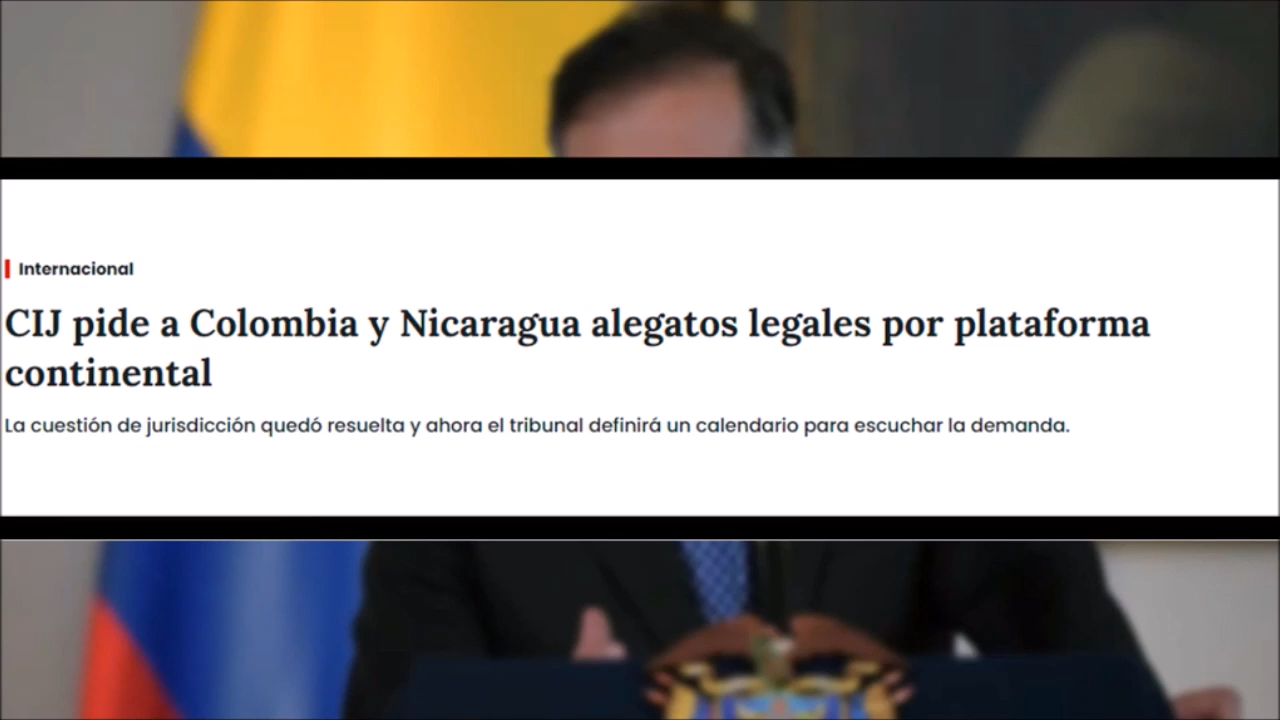 Internacional
CIJ pide a Colombia y Nicaragua alegatos legales por plataforma
continental
La cuestión de jurisdicción quedó resuelta y ahora el tribunal definirá un calendario para escuchar la demanda.